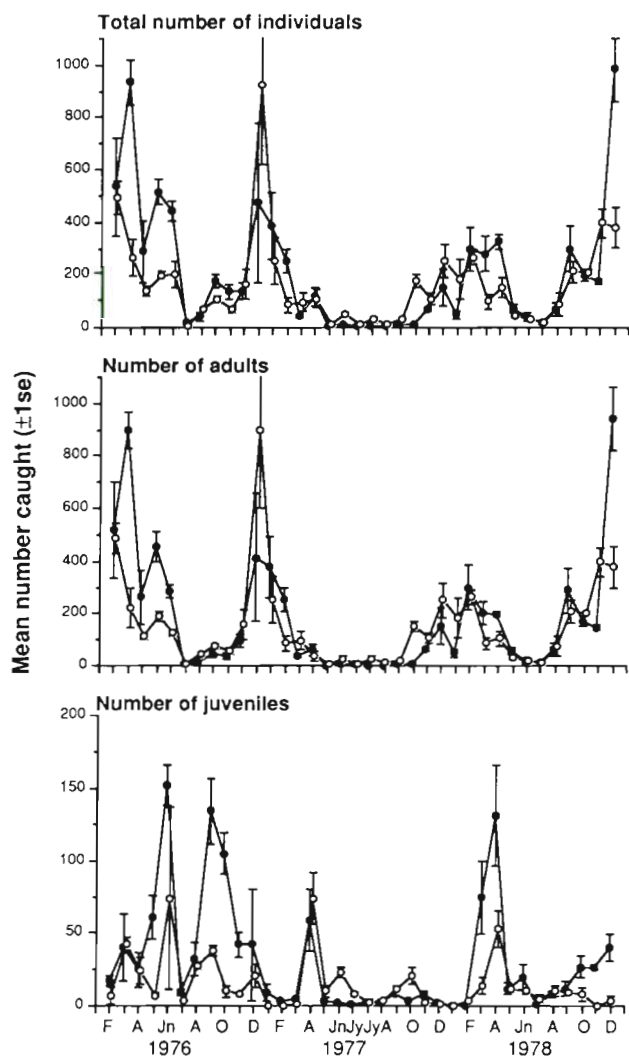 Total number of individuals
1000
800
600
400
200
0
Number of adults
1000
800
600
400
200
0
Mean number caught (±1se)
Number of juveniles
200
150
100
50
0
F A Jn A O D F A JnJyJyA O D F A Jn A O D
1976 1977 1978